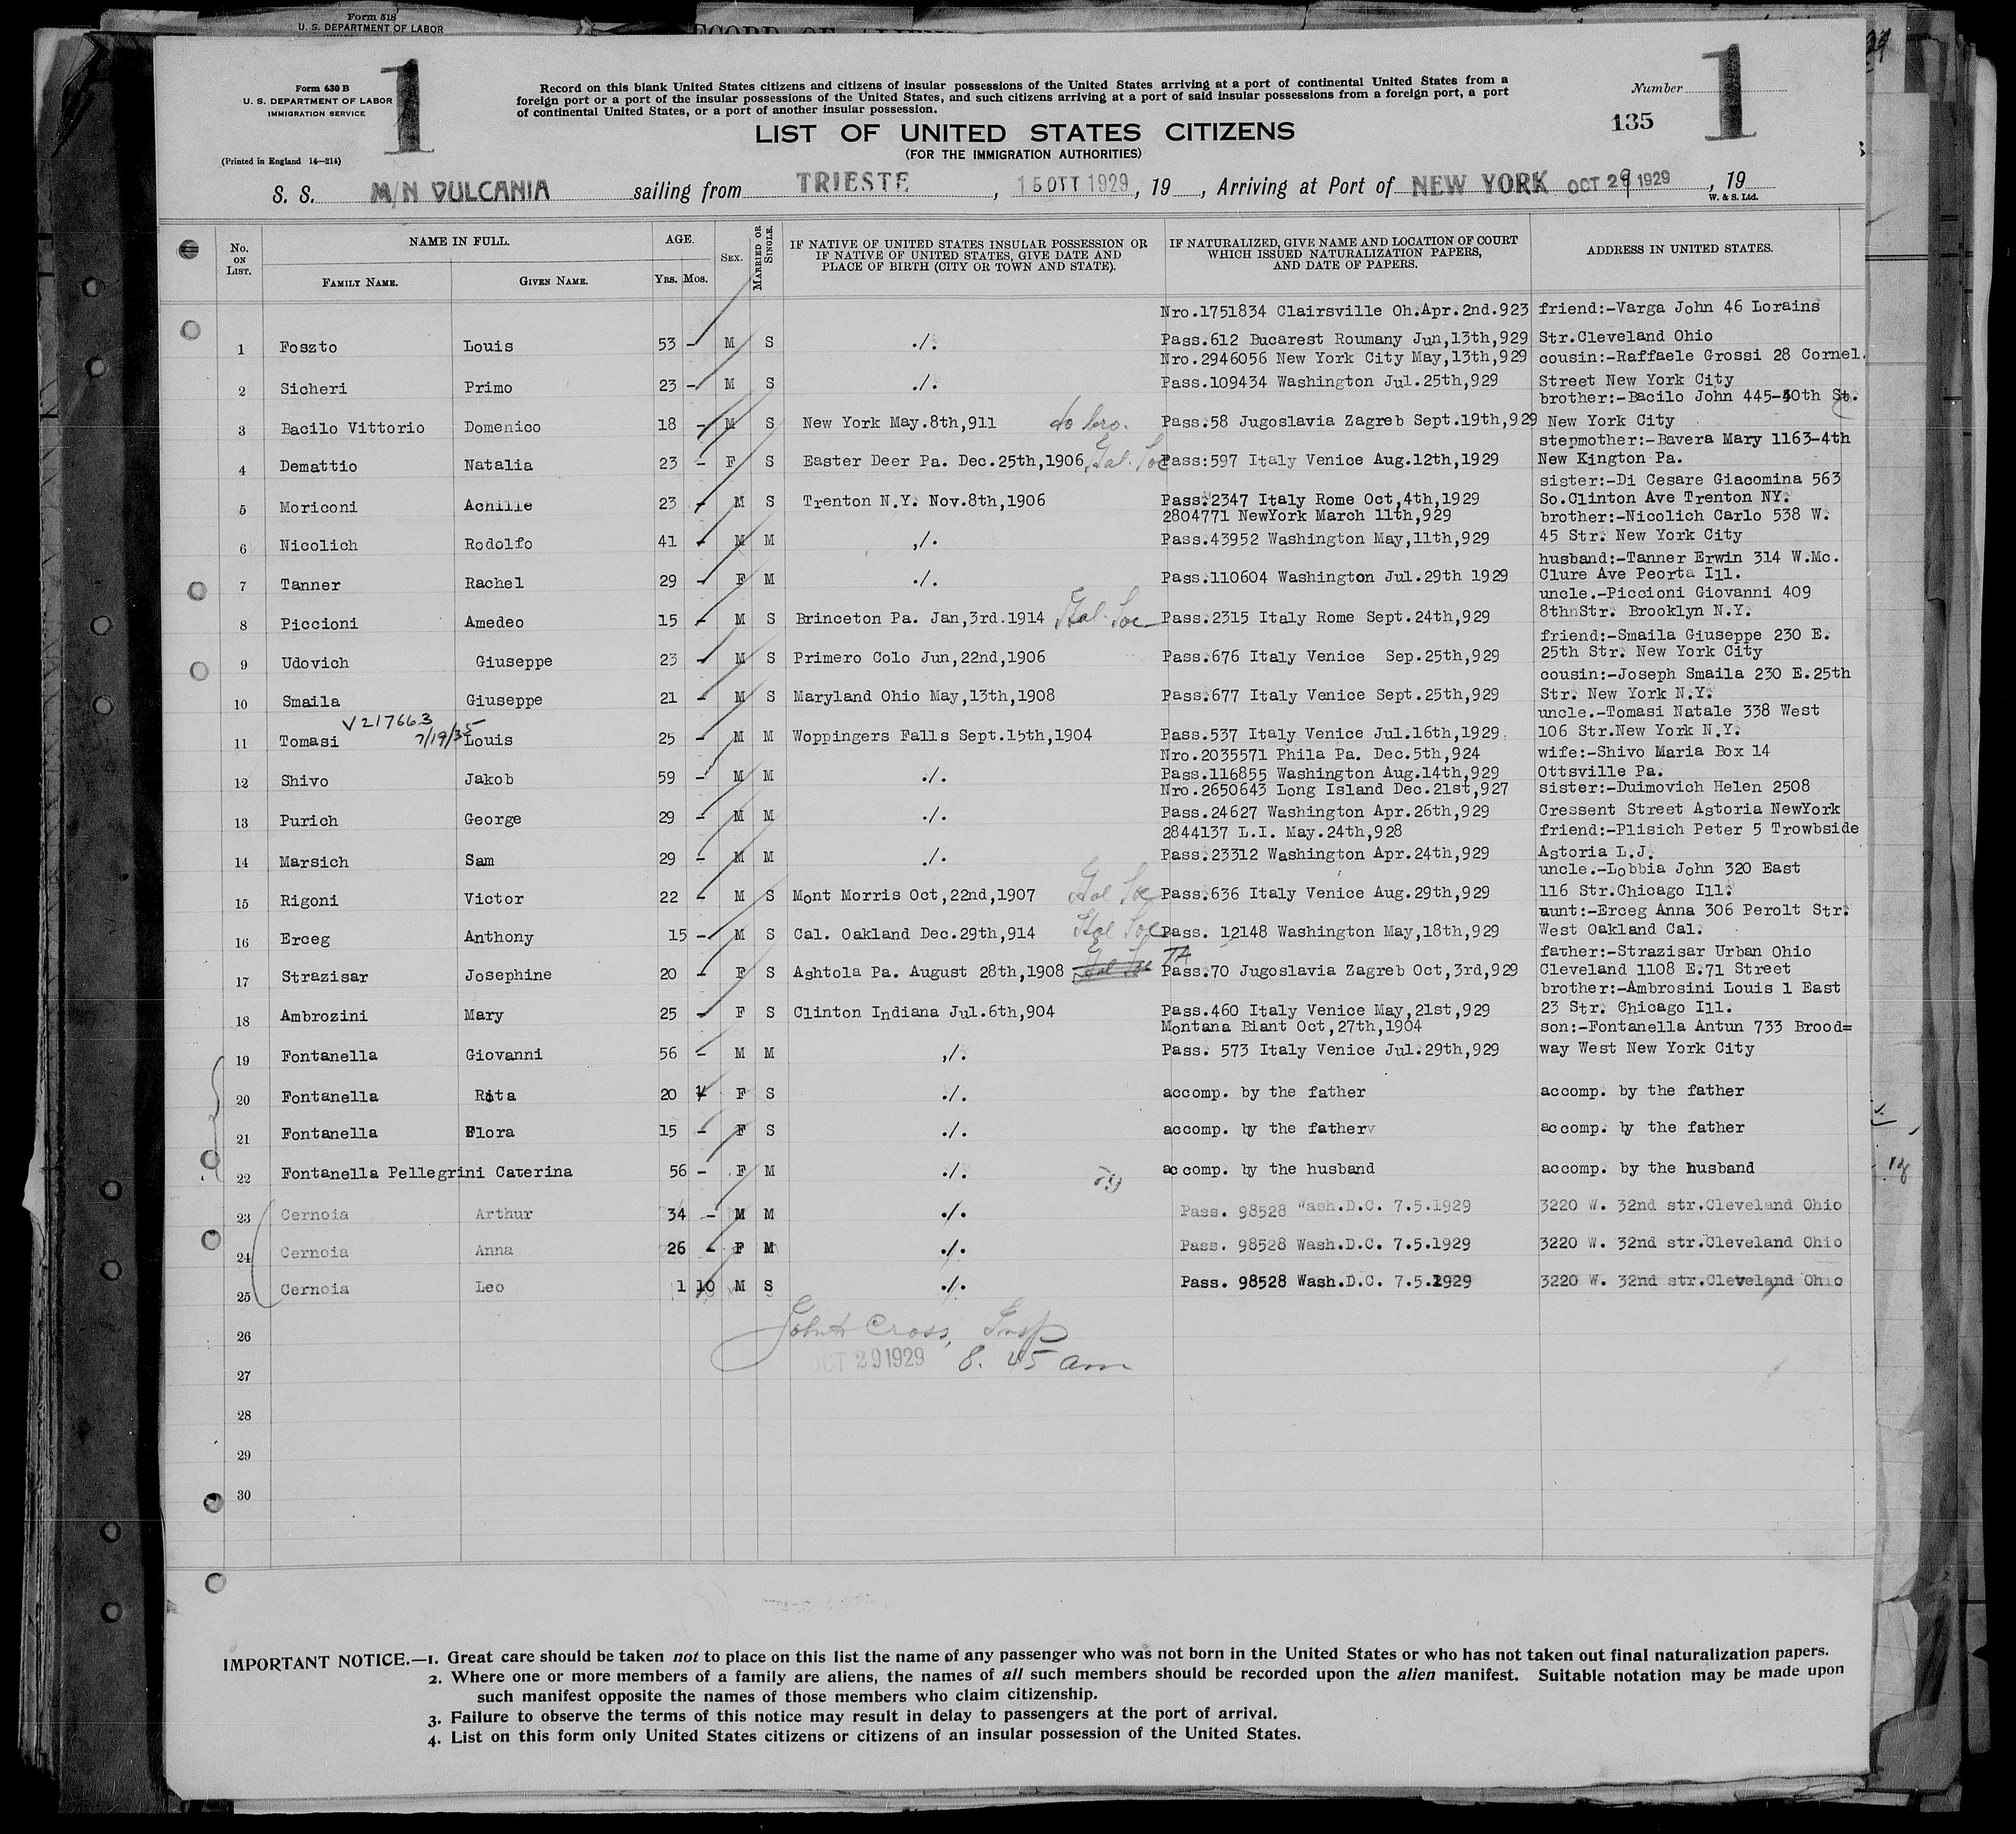 Form 518
U. S. DEPARTMENT OF LABOR
Form 630 B
U. S. DEPARTMENT OF LABOR
IMMIGRATION SERVICE
(Printed in England 14—214)
1
Record on this blank United States citizens and citizens of insular possessions of the United States arriving at a port of continental United States from a
foreign port or a port of the insular possessions of the United States, and such citizens arriving at a port of said insular possessions from a foreign port, a port
of continental United States, or a port of another insular possession.
LIST OF UNITED STATES CITIZENS
(FOR THE IMMIGRATION AUTHORITIES)
Number
1
135
S. S. M/N VULCANIA sailing from TRIESTE, 15 OTT 1929, 19 , Arriving at Port of NEW YORK OCT 29 1929, 19
W. & S. Ltd.
No. ON LIST. NAME IN FULL. AGE. SEX. MARRIED OR SINGLE. IF NATIVE OF UNITED STATES INSULAR POSSESSION OR IF NATIVE OF UNITED STATES, GIVE DATE AND PLACE OF BIRTH (CITY OR TOWN AND STATE). IF NATURALIZED, GIVE NAME AND LOCATION OF COURT WHICH ISSUED NATURALIZATION PAPERS, AND DATE OF PAPERS. ADDRESS IN UNITED STATES.
FAMILY NAME. GIVEN NAME. YRS. MOS.
Nro.1751834 Clairsville Oh.Apr.2nd.923 friend:-Varga John 46 Lorains
1 Foszto Louis 53 - M S ./. Pass.612 Bucarest Roumany Jun,13th,929 Str.Cleveland Ohio
Nro.2946056 New York City May,13th,929 cousin:-Raffaele Grossi 28 Cornel.
2 Sicheri Primo 23 - M S ./. Pass.109434 Washington Jul.25th,929 Street New York City
brother:-Bacilo John 445-40th St.
3 Bacilo Vittorio Domenico 18 - M S New York May.8th,911 do bro. Pass.58 Jugoslavia Zagreb Sept.19th,929 New York City
stepmother:-Bavera Mary 1163-4th
4 Demattio Natalia 23 - F S Easter Deer Pa. Dec.25th,1906 Ital. Soc Pass:597 Italy Venice Aug.12th,1929 New Kington Pa.
sister:-Di Cesare Giacomina 563
5 Moriconi Achille 23 - M S Trenton N.Y. Nov.8th,1906 Pass.2347 Italy Rome Oct,4th,1929 So.Clinton Ave Trenton NY.
2804771 NewYork March 11th,929 brother:-Nicolich Carlo 538 W.
6 Nicolich Rodolfo 41 - M M ,/. Pass.43952 Washington May,11th,929 45 Str. New York City
husband:-Tanner Erwin 314 W.Mc.
7 Tanner Rachel 29 - F M ./. Pass.110604 Washington Jul.29th 1929 Clure Ave Peorta Ill.
uncle.-Piccioni Giovanni 409
8 Piccioni Amedeo 15 - M S Brinceton Pa. Jan,3rd.1914 Ital. Soc Pass.2315 Italy Rome Sept.24th,929 8thnStr. Brooklyn N.Y.
friend:-Smaila Giuseppe 230 E.
9 Udovich Giuseppe 23 - M S Primero Colo Jun,22nd,1906 Pass.676 Italy Venice Sep.25th,929 25th Str. New York City
cousin:-Joseph Smaila 230 E.25th
10 Smaila Giuseppe 21 - M S Maryland Ohio May,13th,1908 Pass.677 Italy Venice Sept.25th,929 Str. New York N.Y.
V217663 7/19/35
uncle.-Tomasi Natale 338 West
11 Tomasi Louis 25 - M M Woppingers Falls Sept.15th,1904 Pass.537 Italy Venice Jul.16th,1929 106 Str.New York N.Y.
Nro.2035571 Phila Pa. Dec.5th,924 wife:-Shivo Maria Box 14
12 Shivo Jakob 59 - M M ./. Pass.116855 Washington Aug.14th,929 Ottsville Pa.
Nro.2650643 Long Island Dec.21st,927 sister:-Duimovich Helen 2508
13 Purich George 29 - M M ./. Pass.24627 Washington Apr.26th,929 Cressent Street Astoria NewYork
2844137 L.I. May.24th,928 friend:-Plisich Peter 5 Trowbside
14 Marsich Sam 29 - M M ./. Pass.23312 Washington Apr.24th,929 Astoria L.J.
uncle.-Lobbia John 320 East
15 Rigoni Victor 22 - M S Mont Morris Oct,22nd,1907 Ital Soc Pass.636 Italy Venice Aug.29th,929 116 Str.Chicago Ill.
aunt:-Erceg Anna 306 Perolt Str.
16 Erceg Anthony 15 - M S Cal. Oakland Dec.29th,914 Ital Soc Pass. 12148 Washington May,18th,929 West Oakland Cal.
father:-Strazisar Urban Ohio
17 Strazisar Josephine 20 - F S Ashtola Pa. August 28th,1908 Ital Soc TA Pass.70 Jugoslavia Zagreb Oct,3rd,929 Cleveland 1108 E.71 Street
brother:-Ambrosini Louis 1 East
18 Ambrozini Mary 25 - F S Clinton Indiana Jul.6th,904 Pass.460 Italy Venice May,21st,929 23 Str. Chicago Ill.
Montana Biant Oct,27th,1904 son:-Fontanella Antun 733 Brood=
19 Fontanella Giovanni 56 - M M ,/. Pass. 573 Italy Venice Jul.29th,929 way West New York City
20 Fontanella Rita 20 F S ./. accomp. by the father accomp. by the father
21 Fontanella Flora 15 - F S ./. accomp. by the father accomp. by the father
22 Fontanella Pellegrini Caterina 56 - F M ./. accomp. by the husband accomp. by the husband
23 Cernoia Arthur 34 - M M ./. Pass. 98528 Wash.D.C. 7.5.1929 3220 W. 32nd str.Cleveland Ohio
24 Cernoia Anna 26 - F M ./. Pass. 98528 Wash.D.C. 7.5.1929 3220 W. 32nd str.Cleveland Ohio
25 Cernoia Leo 1 10 M S ./. Pass. 98528 Wash.D.C. 7.5.1929 3220 W. 32nd str.Cleveland Ohio
26 Cross, Insp
27 OCT 29 1929 8.45 am
28
29
30
IMPORTANT NOTICE.—1. Great care should be taken not to place on this list the name of any passenger who was not born in the United States or who has not taken out final naturalization papers.
2. Where one or more members of a family are aliens, the names of all such members should be recorded upon the alien manifest. Suitable notation may be made upon
such manifest opposite the names of those members who claim citizenship.
3. Failure to observe the terms of this notice may result in delay to passengers at the port of arrival.
4. List on this form only United States citizens or citizens of an insular possession of the United States.